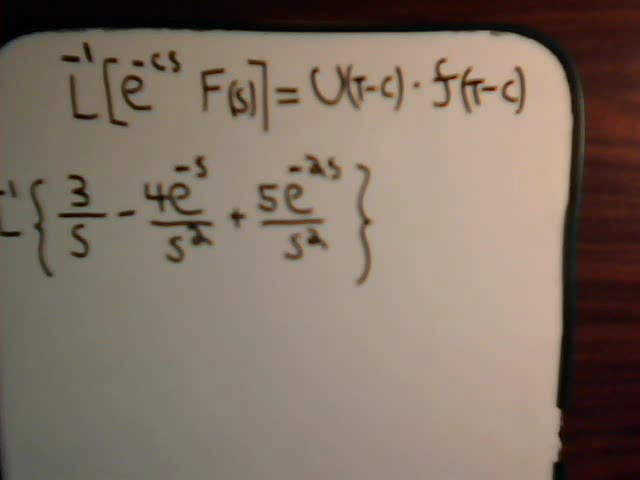 L⁻¹[e⁻ᶜˢ F(s)] = U(T-C) · f(T-C)
L⁻¹{3/s - 4e⁻ˢ/s² + 5e⁻²ˢ/s²}